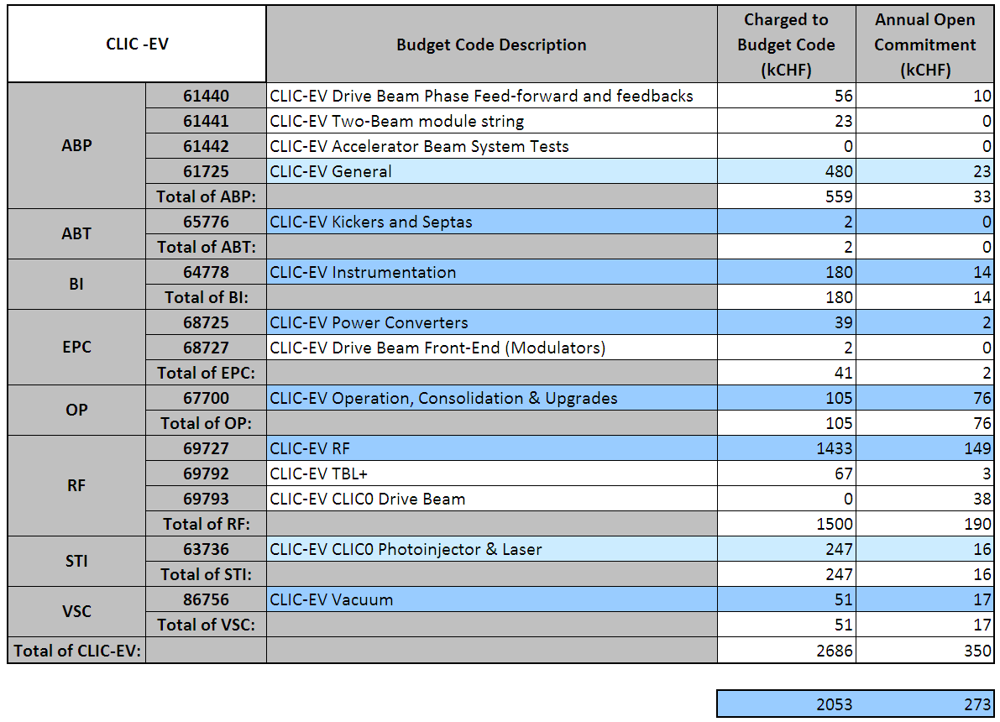 CLIC -EV Budget Code Description Charged to Budget Code (kCHF) Annual Open Commitment (kCHF)
ABP
61440 CLIC-EV Drive Beam Phase Feed-forward and feedbacks 56 10
61441 CLIC-EV Two-Beam module string 23 0
61442 CLIC-EV Accelerator Beam System Tests 0 0
61725 CLIC-EV General 480 23
Total of ABP: 559 33
ABT
65776 CLIC-EV Kickers and Septas 2 0
Total of ABT: 2 0
BI
64778 CLIC-EV Instrumentation 180 14
Total of BI: 180 14
EPC
68725 CLIC-EV Power Converters 39 2
68727 CLIC-EV Drive Beam Front-End (Modulators) 2 0
Total of EPC: 41 2
OP
67700 CLIC-EV Operation, Consolidation & Upgrades 105 76
Total of OP: 105 76
RF
69727 CLIC-EV RF 1433 149
69792 CLIC-EV TBL+ 67 3
69793 CLIC-EV CLIC0 Drive Beam 0 38
Total of RF: 1500 190
STI
63736 CLIC-EV CLIC0 Photoinjector & Laser 247 16
Total of STI: 247 16
VSC
86756 CLIC-EV Vacuum 51 17
Total of VSC: 51 17
Total of CLIC-EV: 2686 350
2053 273